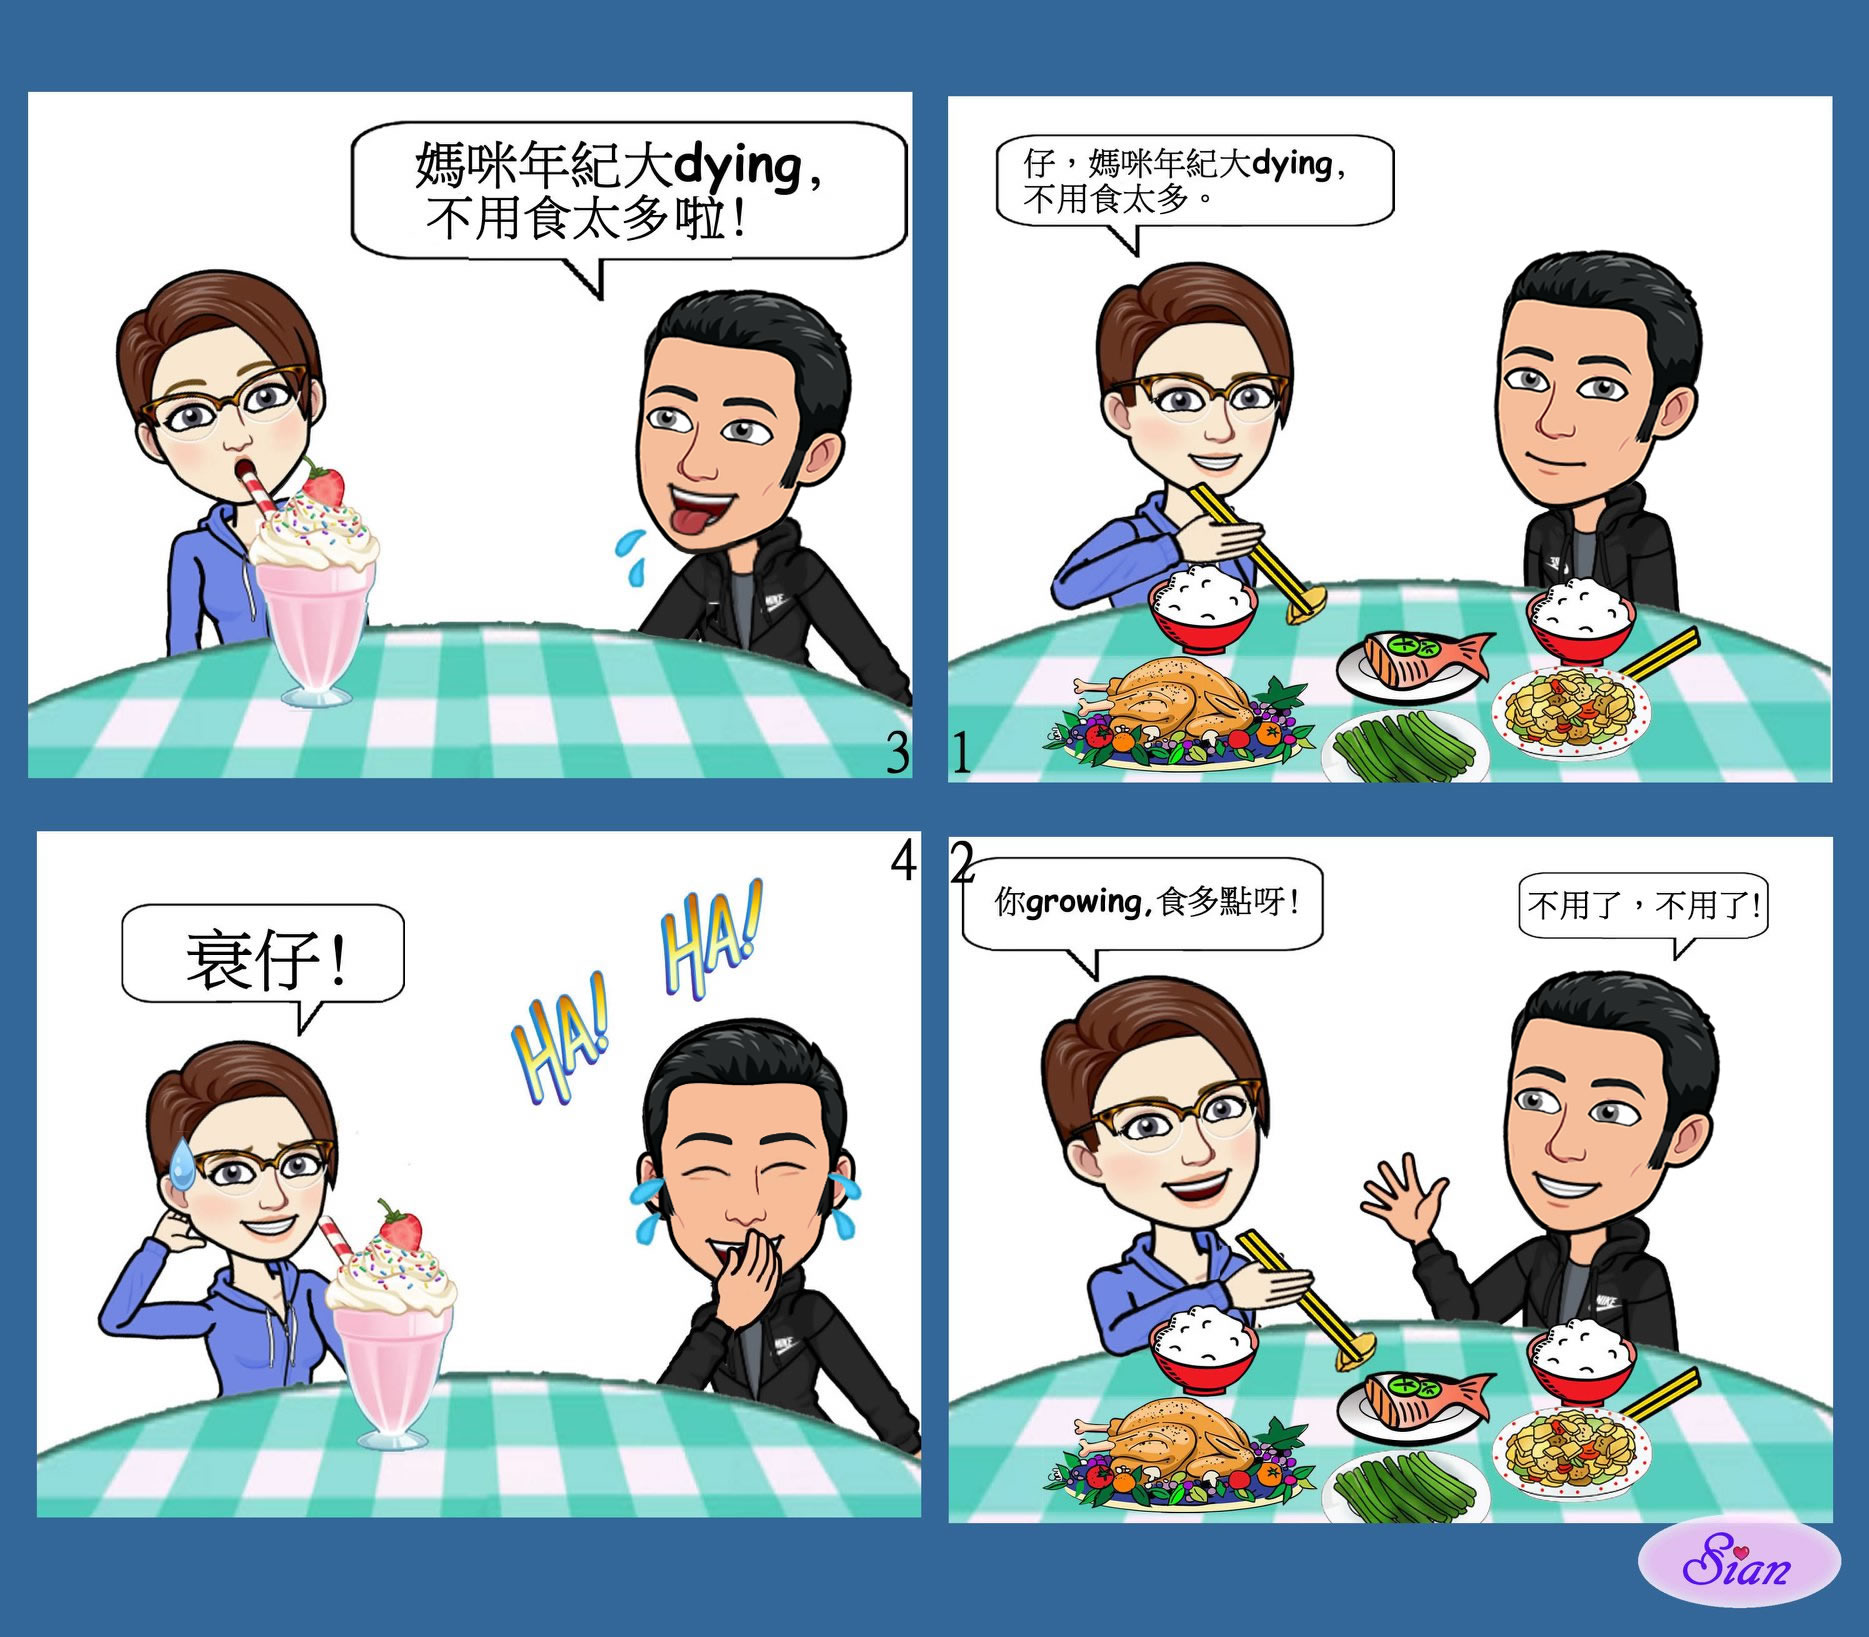 1
仔，媽咪年紀大dying,
不用食太多。
2
你growing,食多點呀!
不用了，不用了!
NIKE
3
媽咪年紀大dying,
不用食太多啦!
NIKE
4
衰仔!
HA!
HA!
NIKE
Sian